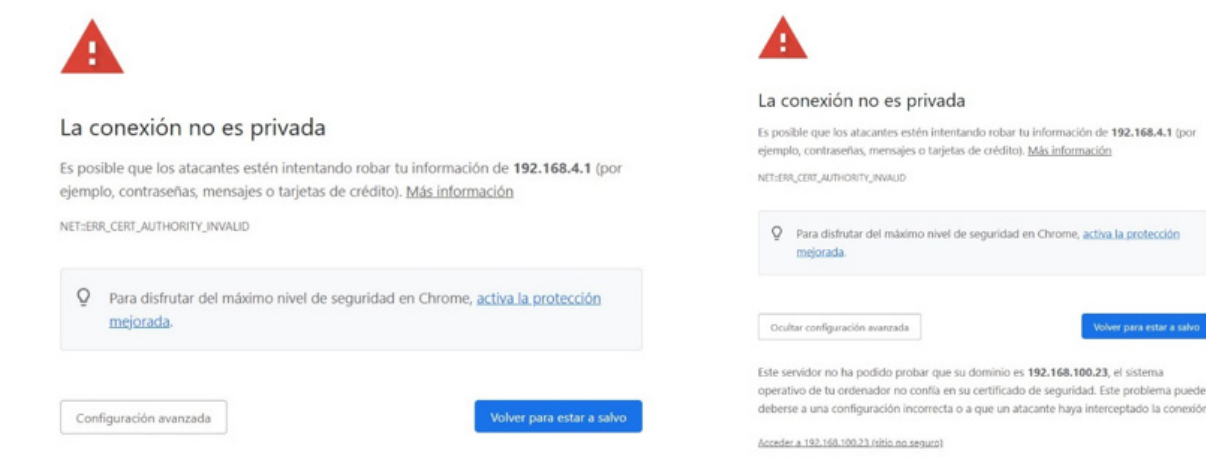 La conexión no es privada
Es posible que los atacantes estén intentando robar tu información de 192.168.4.1 (por
ejemplo, contraseñas, mensajes o tarjetas de crédito). Más información
NET::ERR_CERT_AUTHORITY_INVALID
Para disfrutar del máximo nivel de seguridad en Chrome, activa la protección
mejorada.
Configuración avanzada
Volver para estar a salvo
La conexión no es privada
Es posible que los atacantes estén intentando robar tu información de 192.168.4.1 (por
ejemplo, contraseñas, mensajes o tarjetas de crédito). Más información
NET::ERR_CERT_AUTHORITY_INVALID
Para disfrutar del máximo nivel de seguridad en Chrome, activa la protección
mejorada.
Ocultar configuración avanzada
Volver para estar a salvo
Este servidor no ha podido probar que su dominio es 192.168.100.23, el sistema
operativo de tu ordenador no confía en su certificado de seguridad. Este problema puede
deberse a una configuración incorrecta o a que un atacante haya interceptado la conexión
Acceder a 192.168.100.23 (sitio no seguro)